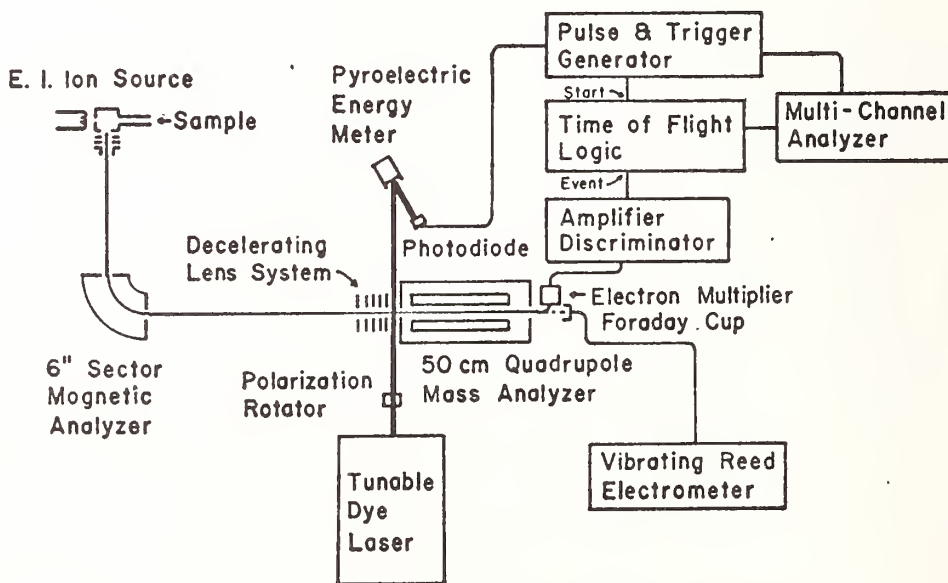 Pulse & Trigger
Generator
E. I. Ion Source
Pyroelectric
Energy
Meter
Start
Multi-Channel
Analyzer
←Sample
Time of Flight
Logic
Event
Amplifier
Discriminator
Photodiode
Decelerating
Lens System
Electron Multiplier
Foraday Cup
6" Sector
Mognetic
Analyzer
50 cm Quadrupole
Mass Analyzer
Polarization
Rotator
Vibrating Reed
Electrometer
Tunable
Dye
Laser